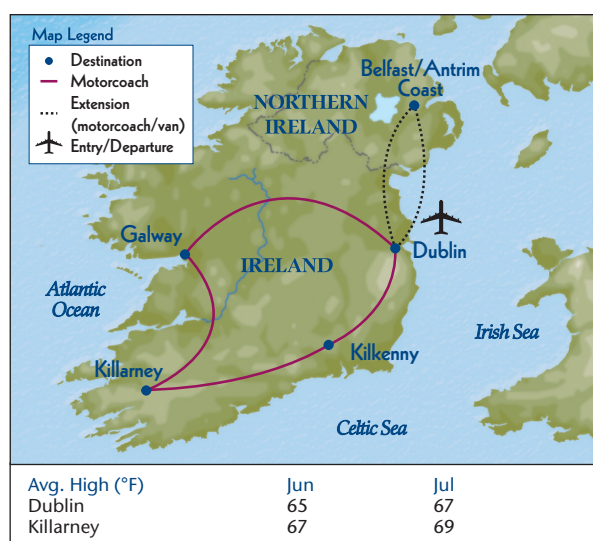 Map Legend
Destination
Motorcoach
Extension
(motorcoach/van)
Entry/Departure
Belfast/Antrim
Coast
NORTHERN
IRELAND
Galway
Dublin
IRELAND
Atlantic
Ocean
Irish Sea
Kilkenny
Killarney
Celtic Sea
Avg. High (°F) Jun Jul
Dublin 65 67
Killarney 67 69